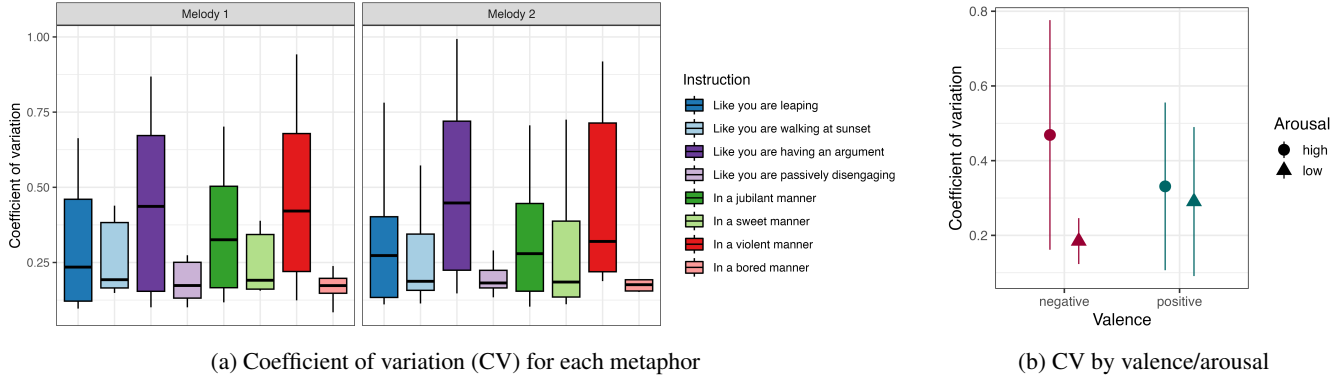 Melody 1
Melody 2
1.00
0.75
0.50
0.25
Coefficient of variation
Instruction
Like you are leaping
Like you are walking at sunset
Like you are having an argument
Like you are passively disengaging
In a jubilant manner
In a sweet manner
In a violent manner
In a bored manner
(a) Coefficient of variation (CV) for each metaphor
0.8
0.6
0.4
0.2
Coefficient of variation
negative
positive
Valence
Arousal
high
low
(b) CV by valence/arousal